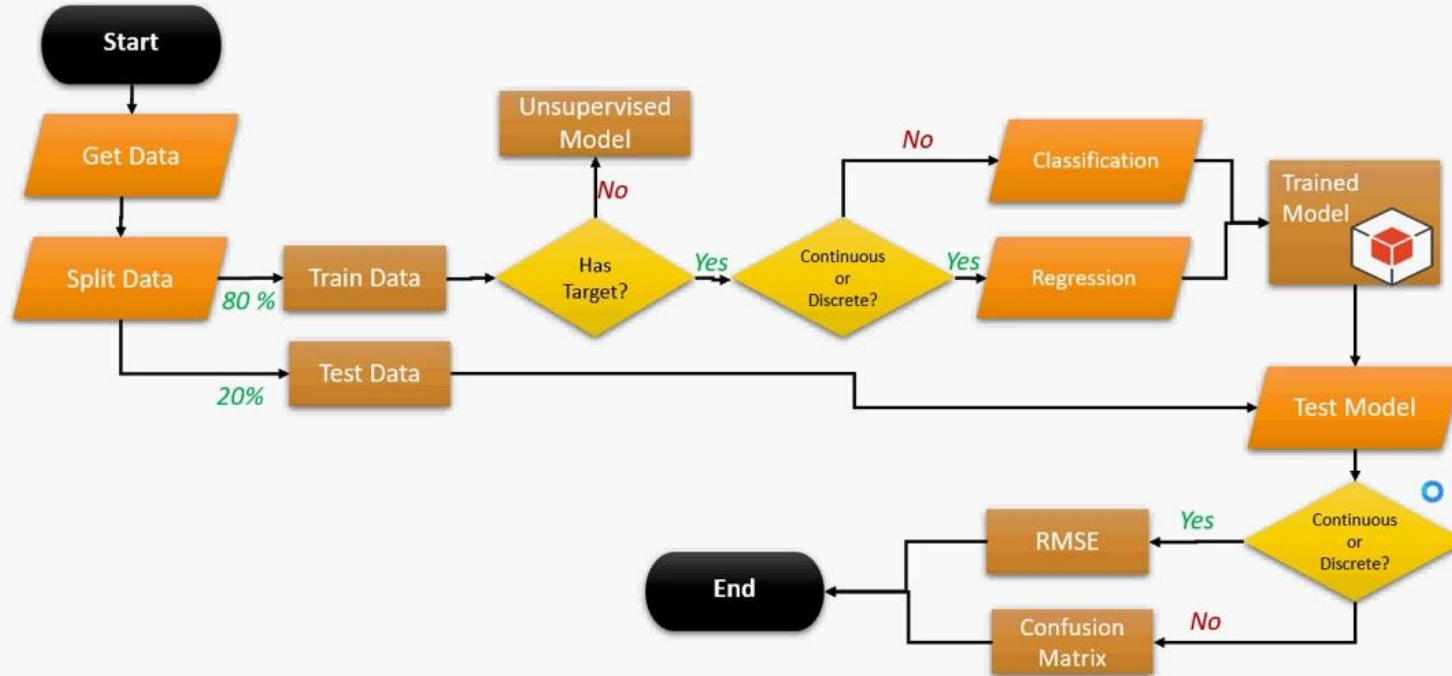 Start
Get Data
Split Data
80 %
20%
Train Data
Test Data
Has
Target?
No
Unsupervised
Model
Yes
Continuous
or
Discrete?
No
Classification
Yes
Regression
Trained
Model
Test Model
Continuous
or
Discrete?
Yes
RMSE
No
Confusion
Matrix
End